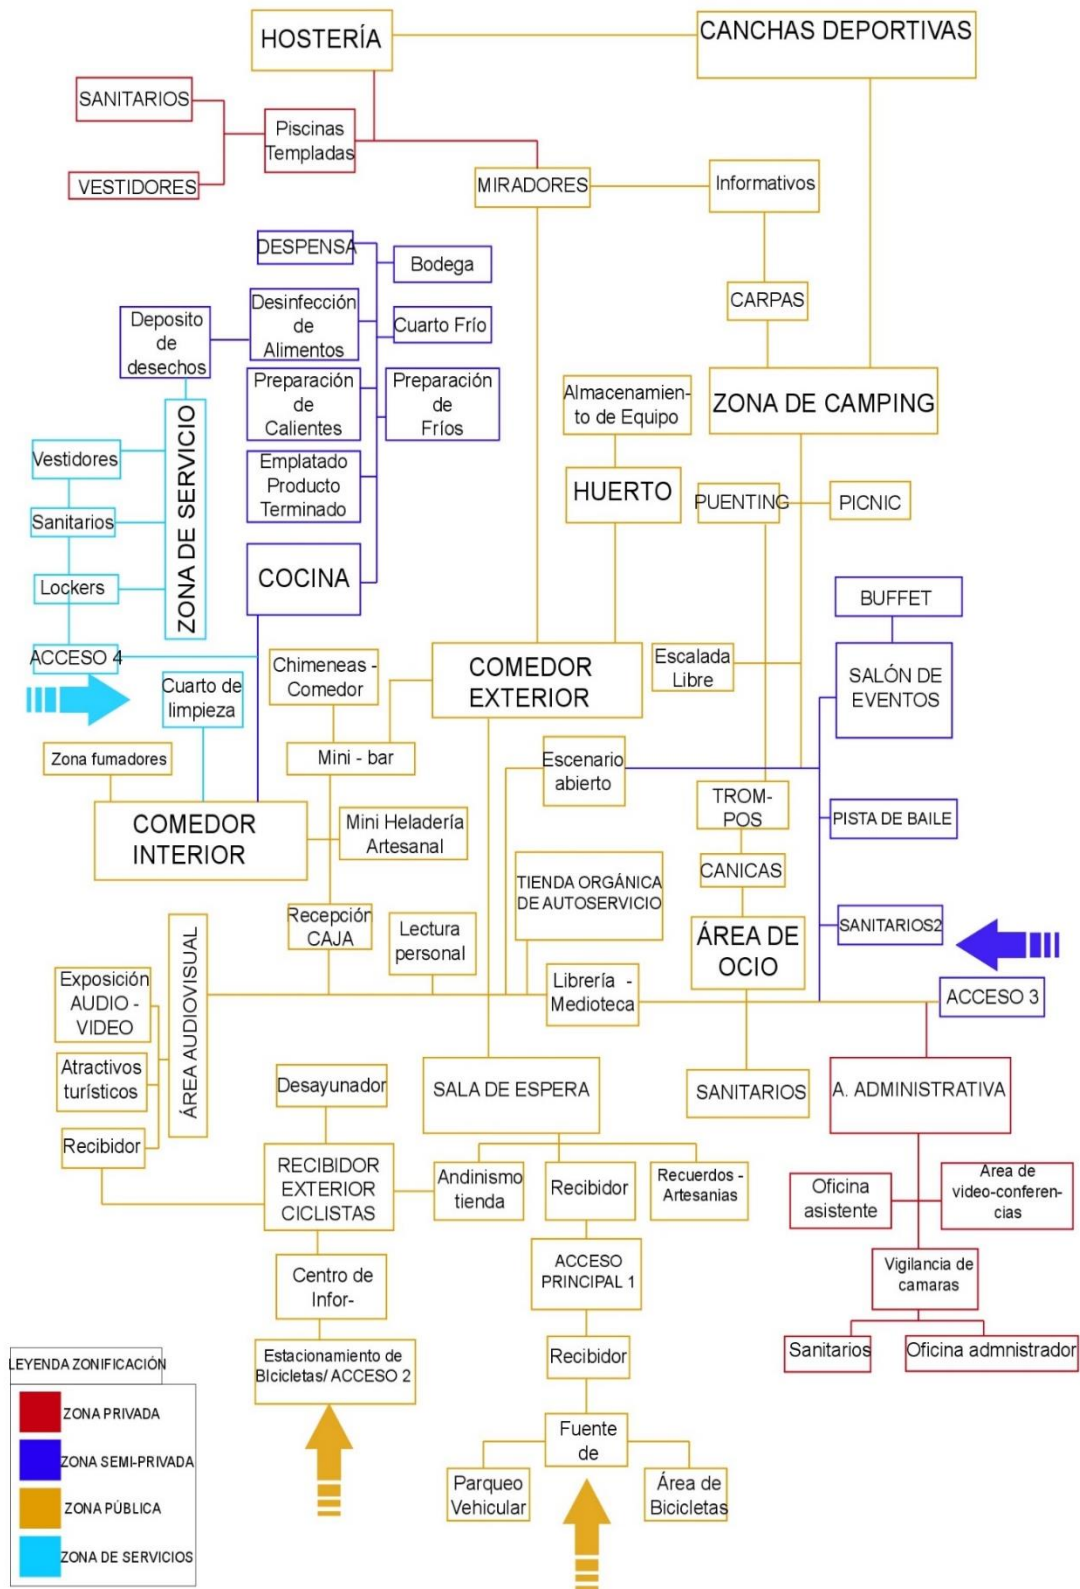 HOSTERÍA
CANCHAS DEPORTIVAS
SANITARIOS
Piscinas
Templadas
VESTIDORES
MIRADORES
Informativos
DESPENSA
Bodega
CARPAS
Deposito
de
desechos
Desinfección
de
Alimentos
Cuarto Frío
Preparación
de
Calientes
Preparación
de
Fríos
Almacenamien-
to de Equipo
ZONA DE CAMPING
ZONA DE SERVICIO
Vestidores
Emplatado
Producto
Terminado
HUERTO
PUENTING
PICNIC
Sanitarios
COCINA
Lockers
BUFFET
ACCESO 4
Chimeneas -
Comedor
COMEDOR
EXTERIOR
Escalada
Libre
SALÓN DE
EVENTOS
Cuarto de
limpieza
Zona fumadores
Mini - bar
Escenario
abierto
TROM-
POS
PISTA DE BAILE
COMEDOR
INTERIOR
Mini Heladería
Artesanal
CANICAS
TIENDA ORGÁNICA
DE AUTOSERVICIO
Recepción
CAJA
Lectura
personal
ÁREA DE
OCIO
SANITARIOS2
ÁREA AUDIOVISUAL
Exposición
AUDIO -
VIDEO
Librería -
Medioteca
ACCESO 3
Atractivos
turísticos
Desayunador
SALA DE ESPERA
SANITARIOS
A. ADMINISTRATIVA
Recibidor
RECIBIDOR
EXTERIOR
CICLISTAS
Andinismo
tienda
Recibidor
Recuerdos -
Artesanias
Oficina
asistente
Area de
video-conferen-
cias
Centro de
Infor-
ACCESO
PRINCIPAL 1
Vigilancia de
camaras
Estacionamiento de
BIcicletas/ ACCESO 2
Recibidor
Sanitarios
Oficina admnistrador
Fuente
de
Parqueo
Vehicular
Área de
Bicicletas
LEYENDA ZONIFICACIÓN
ZONA PRIVADA
ZONA SEMI-PRIVADA
ZONA PÚBLICA
ZONA DE SERVICIOS